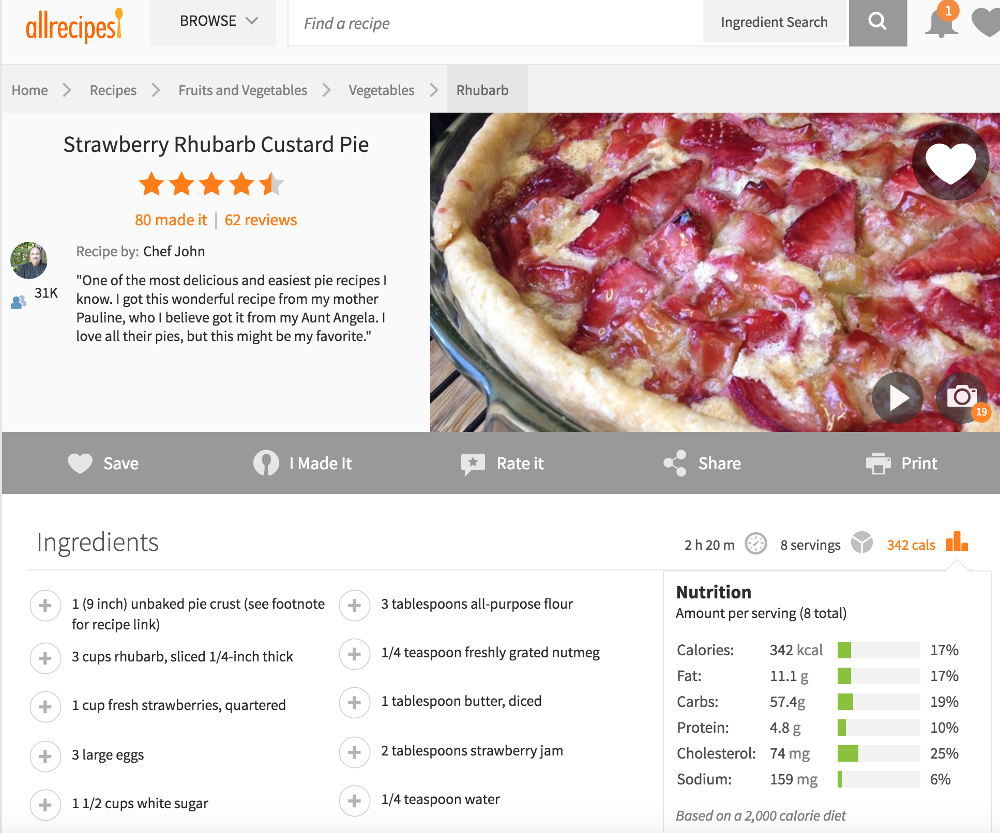 allrecipes
BROWSE
Find a recipe
Ingredient Search
1
Home
Recipes
Fruits and Vegetables
Vegetables
Rhubarb
Strawberry Rhubarb Custard Pie
80 made it | 62 reviews
Recipe by: Chef John
31K
"One of the most delicious and easiest pie recipes I
know. I got this wonderful recipe from my mother
Pauline, who I believe got it from my Aunt Angela. I
love all their pies, but this might be my favorite."
19
Save
I Made It
Rate it
Share
Print
Ingredients
2 h 20 m
8 servings
342 cals
1 (9 inch) unbaked pie crust (see footnote
for recipe link)
3 cups rhubarb, sliced 1/4-inch thick
1 cup fresh strawberries, quartered
3 large eggs
1 1/2 cups white sugar
3 tablespoons all-purpose flour
1/4 teaspoon freshly grated nutmeg
1 tablespoon butter, diced
2 tablespoons strawberry jam
1/4 teaspoon water
Nutrition
Amount per serving (8 total)
Calories: 342 kcal 17%
Fat: 11.1 g 17%
Carbs: 57.4g 19%
Protein: 4.8 g 10%
Cholesterol: 74 mg 25%
Sodium: 159 mg 6%
Based on a 2,000 calorie diet